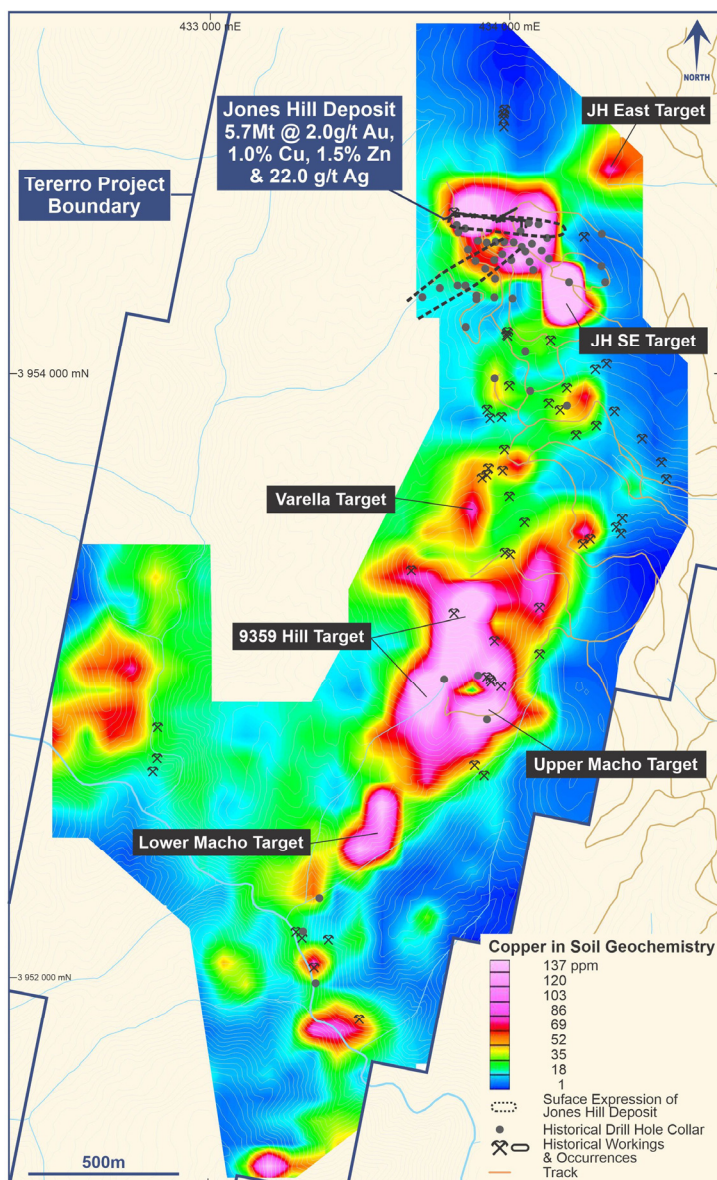 433 000 mE
434 000 mE
NORTH
JH East Target
Jones Hill Deposit
5.7Mt @ 2.0g/t Au,
1.0% Cu, 1.5% Zn
& 22.0 g/t Ag
Tererro Project
Boundary
JH SE Target
3 954 000 mN
Varella Target
9359 Hill Target
Upper Macho Target
Lower Macho Target
3 952 000 mN
Copper in Soil Geochemistry
137 ppm
120
103
86
69
52
35
18
1
Suface Expression of
Jones Hill Deposit
Historical Drill Hole Collar
Historical Workings
& Occurrences
Track
500m